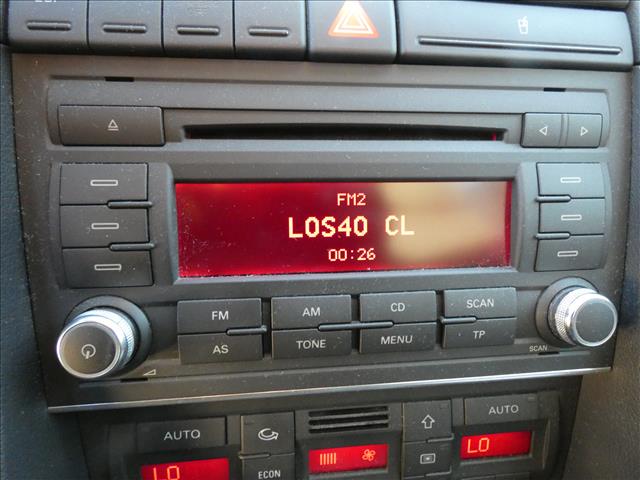 FM2
LOS40 CL
00:26
FM AM CD SCAN
AS TONE MENU TP
SCAN
AUTO AUTO
LO LO
ECON